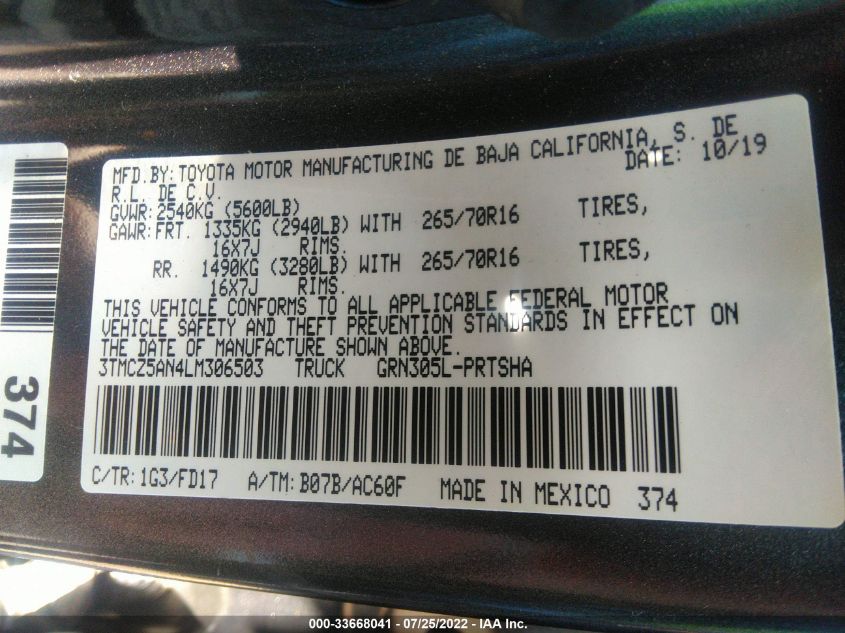 MFD.BY: TOYOTA MOTOR MANUFACTURING DE BAJA CALIFORNIA, S. DE
R.L. DE C.V. DATE: 10/19
GVWR: 2540KG (5600LB)
GAWR: FRT. 1335KG (2940LB) WITH 265/70R16 TIRES,
16X7J RIMS.
RR. 1490KG (3280LB) WITH 265/70R16 TIRES,
16X7J RIMS.
THIS VEHICLE CONFORMS TO ALL APPLICABLE FEDERAL MOTOR
VEHICLE SAFETY AND THEFT PREVENTION STANDARDS IN EFFECT ON
THE DATE OF MANUFACTURE SHOWN ABOVE.
3TMCZ5AN4LM306503 TRUCK GRN305L-PRTSHA
C/TR: 1G3/FD17 A/TM: B07B/AC60F MADE IN MEXICO 374
374
000-33668041 - 07/25/2022 - IAA Inc.